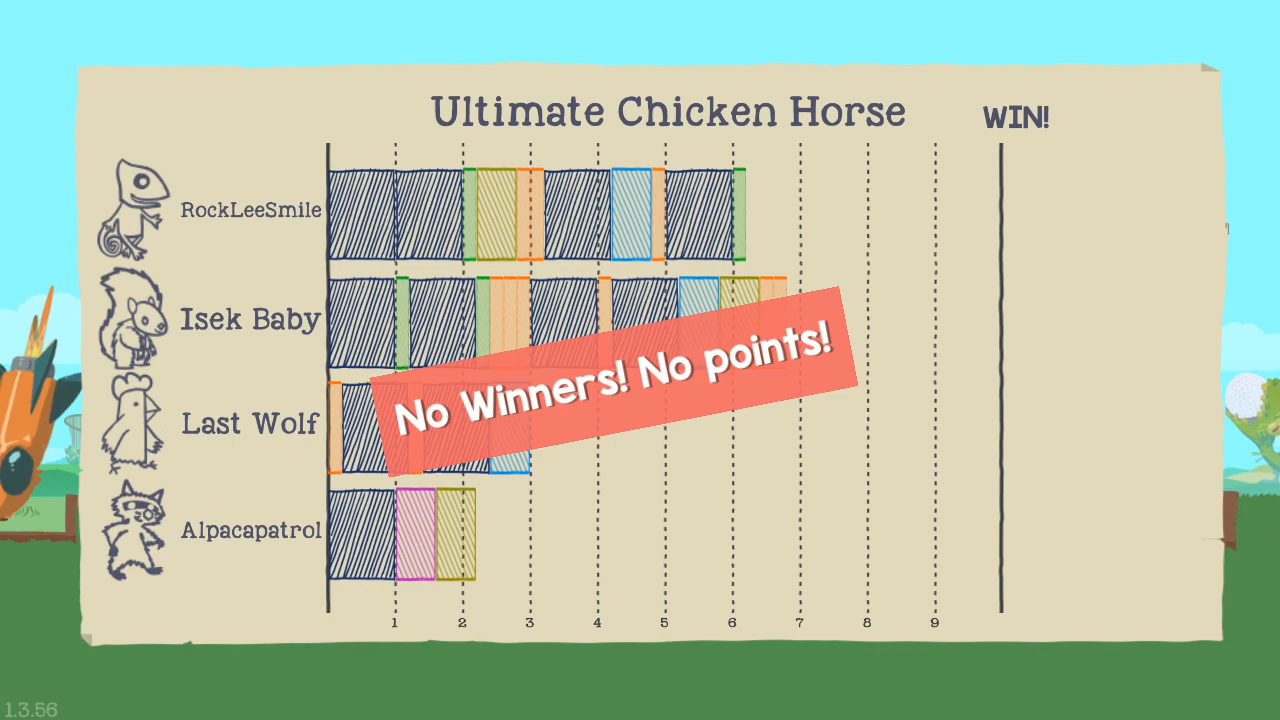 Ultimate Chicken Horse
WIN!
RockLeeSmile
Isek Baby
Last Wolf
Alpacapatrol
No Winners! No points!
1 2 3 4 5 6 7 8 9
1.3.56